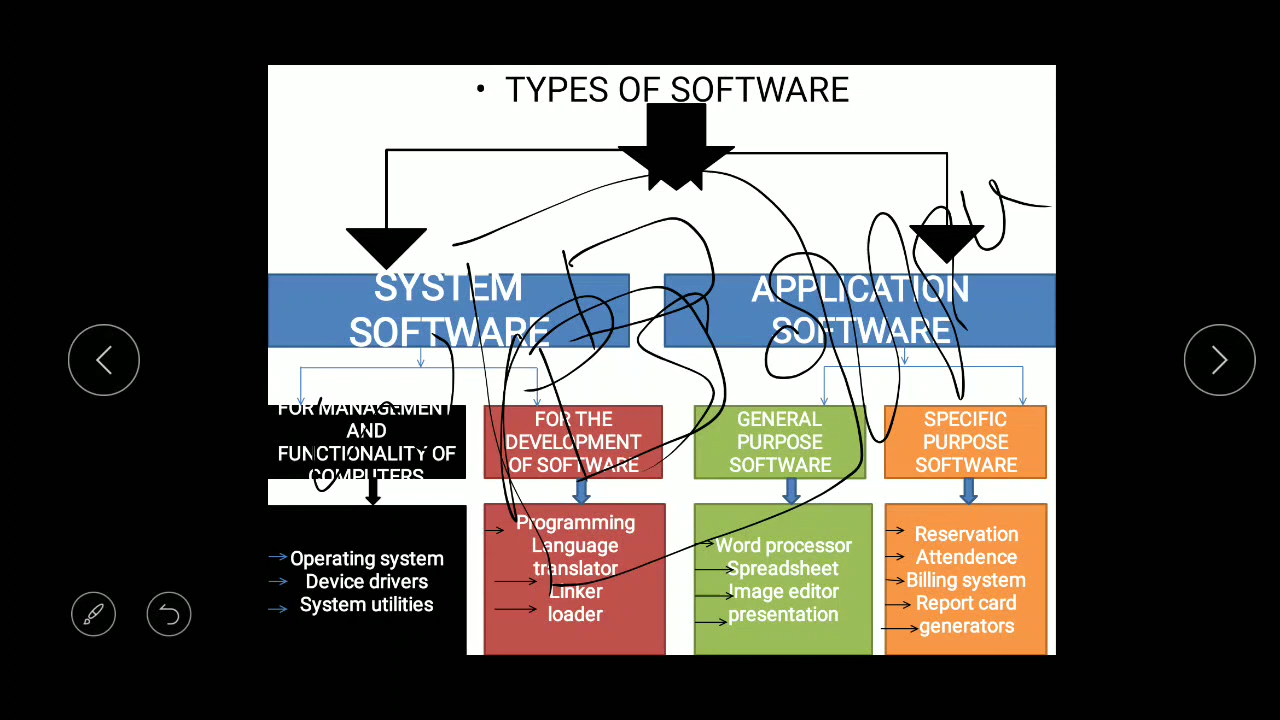 • TYPES OF SOFTWARE
SYSTEM
SOFTWARE
APPLICATION
SOFTWARE
FOR MANAGEMENT
AND
FUNCTIONALITY OF
COMPUTERS
FOR THE
DEVELOPMENT
OF SOFTWARE
GENERAL
PURPOSE
SOFTWARE
SPECIFIC
PURPOSE
SOFTWARE
Operating system
Device drivers
System utilities
Programming
Language
translator
Linker
loader
Word processor
Spreadsheet
Image editor
presentation
Reservation
Attendence
Billing system
Report card
generators